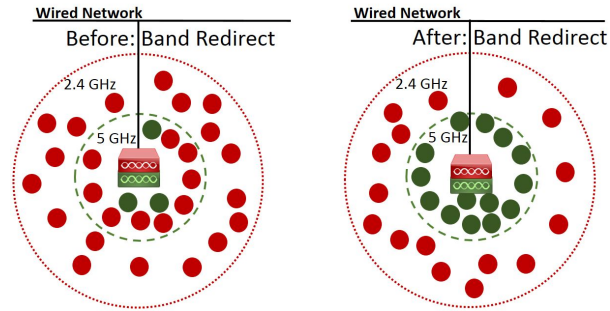 Wired Network
Before: Band Redirect
2.4 GHz
5 GHz
Wired Network
After: Band Redirect
2.4 GHz
5 GHz